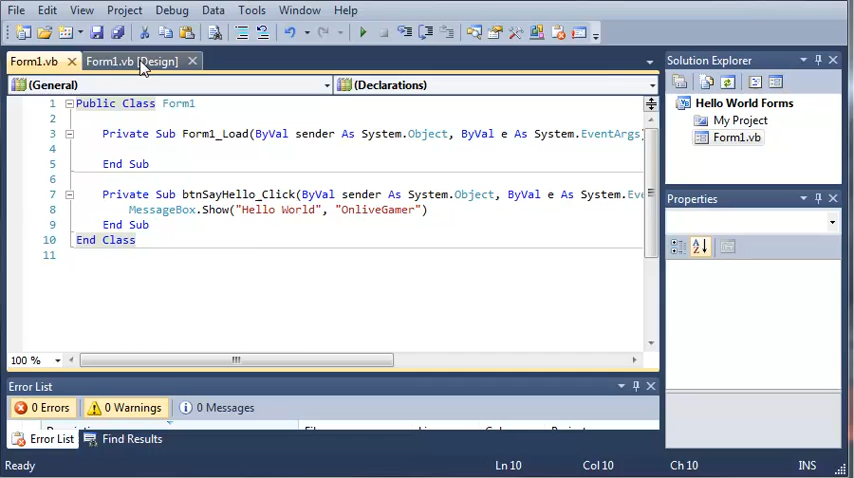 File Edit View Project Debug Data Tools Window Help
Form1.vb Form1.vb [Design]
(General) (Declarations)
1 Public Class Form1
2
3 Private Sub Form1_Load(ByVal sender As System.Object, ByVal e As System.EventArgs)
4
5 End Sub
6
7 Private Sub btnSayHello_Click(ByVal sender As System.Object, ByVal e As System.Eve
8 MessageBox.Show("Hello World", "OnliveGamer")
9 End Sub
10 End Class
11
100 %
Error List
0 Errors 0 Warnings 0 Messages
Error List Find Results
Solution Explorer
Hello World Forms
My Project
Form1.vb
Properties
Ready Ln 10 Col 10 Ch 10 INS